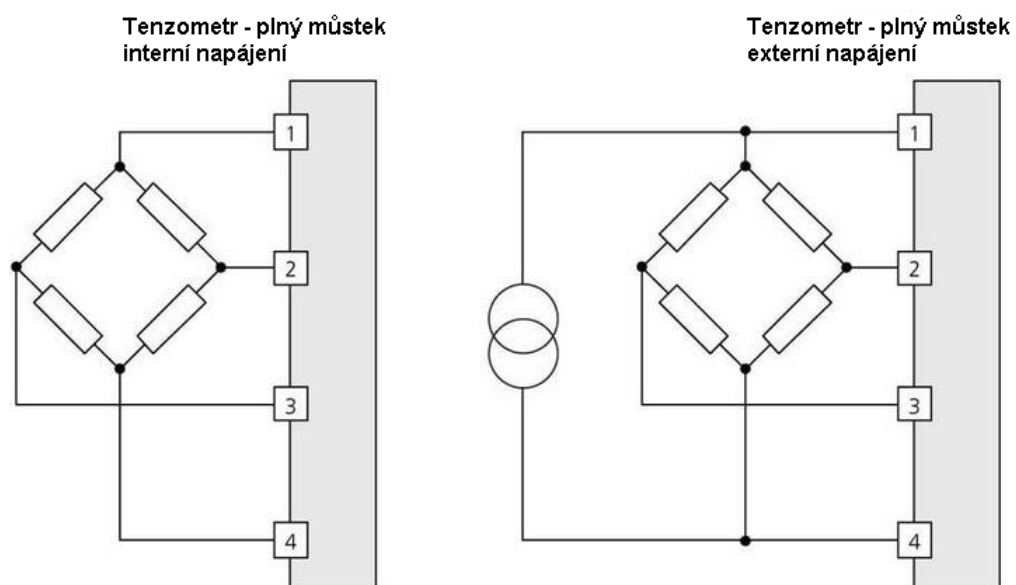 Tenzometr - plný můstek
interní napájení
1
2
3
4
Tenzometr - plný můstek
externí napájení
1
2
3
4